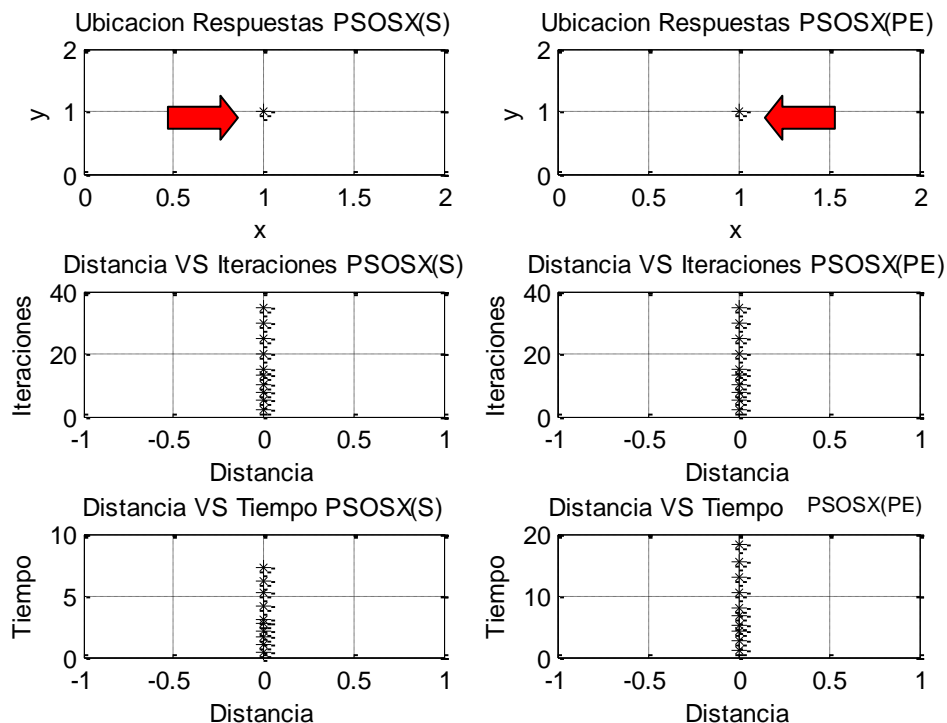 Ubicacion Respuestas PSOSX(S)
2
1
0
y
0 0.5 1 1.5 2
x
Ubicacion Respuestas PSOSX(PE)
2
1
0
y
0 0.5 1 1.5 2
x
Distancia VS Iteraciones PSOSX(S)
40
20
0
Iteraciones
-1 -0.5 0 0.5 1
Distancia
Distancia VS Iteraciones PSOSX(PE)
40
20
0
Iteraciones
-1 -0.5 0 0.5 1
Distancia
Distancia VS Tiempo PSOSX(S)
10
5
0
Tiempo
-1 -0.5 0 0.5 1
Distancia
Distancia VS Tiempo PSOSX(PE)
20
10
0
Tiempo
-1 -0.5 0 0.5 1
Distancia